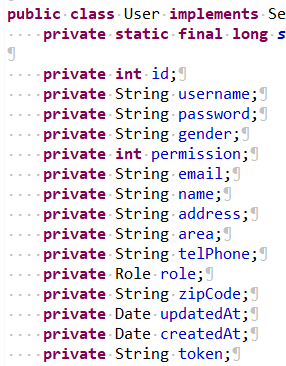 public class User implements Se
private static final long s
private int id;
private String username;
private String password;
private String gender;
private int permission;
private String email;
private String name;
private String address;
private String area;
private String telPhone;
private Role role;
private String zipCode;
private Date updatedAt;
private Date createdAt;
private String token;